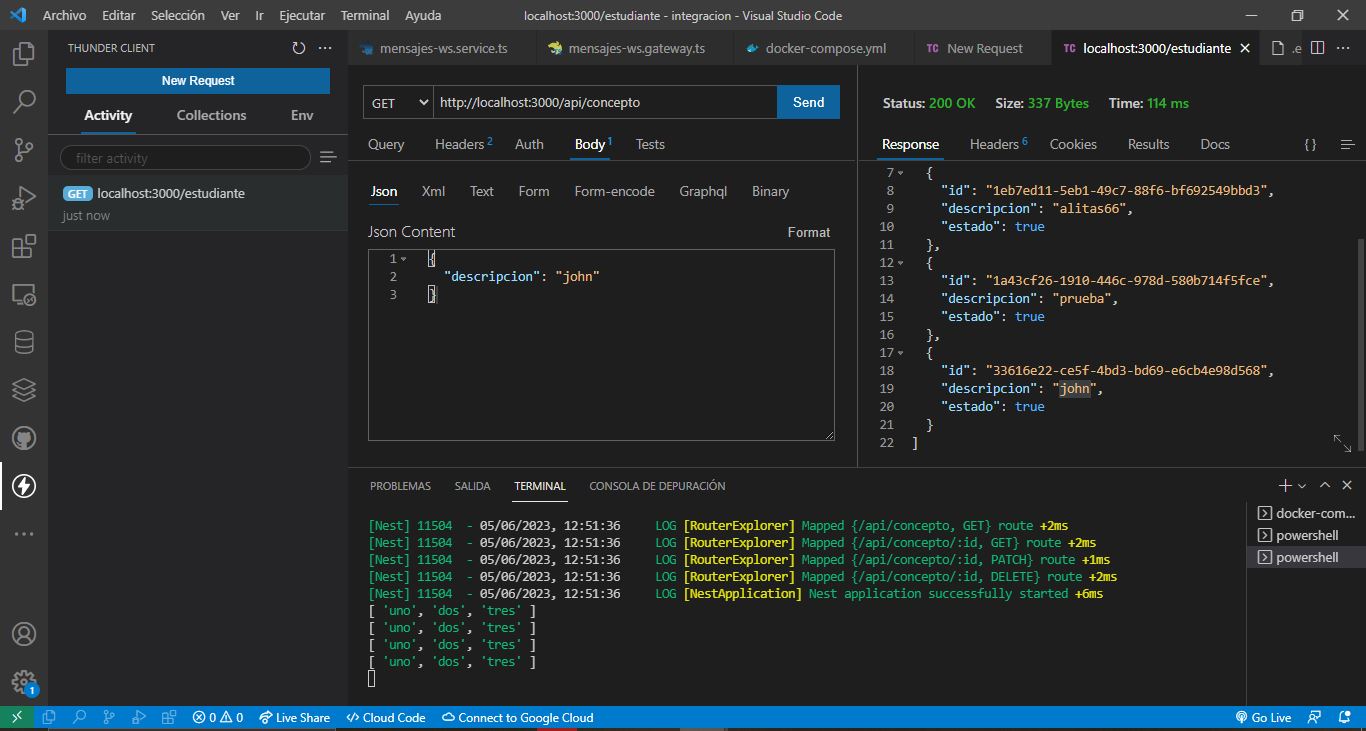 Archivo Editar Selección Ver Ir Ejecutar Terminal Ayuda localhost:3000/estudiante - integracion - Visual Studio Code
THUNDER CLIENT
New Request
Activity Collections Env
filter activity
GET localhost:3000/estudiante
just now
mensajes-ws.service.ts mensajes-ws.gateway.ts docker-compose.yml TC New Request TC localhost:3000/estudiante .e
GET http://localhost:3000/api/concepto Send
Query Headers 2 Auth Body 1 Tests
Json Xml Text Form Form-encode Graphql Binary
Json Content Format
1 {
2 "descripcion": "john"
3 }
Status: 200 OK Size: 337 Bytes Time: 114 ms
Response Headers 6 Cookies Results Docs {}
7 {
8 "id": "1eb7ed11-5eb1-49c7-88f6-bf692549bbd3",
9 "descripcion": "alitas66",
10 "estado": true
11 },
12 {
13 "id": "1a43cf26-1910-446c-978d-580b714f5fce",
14 "descripcion": "prueba",
15 "estado": true
16 },
17 {
18 "id": "33616e22-ce5f-4bd3-bd69-e6cb4e98d568",
19 "descripcion": "john",
20 "estado": true
21 }
22 ]
PROBLEMAS SALIDA TERMINAL CONSOLA DE DEPURACIÓN
[Nest] 11504 - 05/06/2023, 12:51:36 LOG [RouterExplorer] Mapped {/api/concepto, GET} route +2ms
[Nest] 11504 - 05/06/2023, 12:51:36 LOG [RouterExplorer] Mapped {/api/concepto/:id, GET} route +2ms
[Nest] 11504 - 05/06/2023, 12:51:36 LOG [RouterExplorer] Mapped {/api/concepto/:id, PATCH} route +1ms
[Nest] 11504 - 05/06/2023, 12:51:36 LOG [RouterExplorer] Mapped {/api/concepto/:id, DELETE} route +2ms
[Nest] 11504 - 05/06/2023, 12:51:36 LOG [NestApplication] Nest application successfully started +6ms
[ 'uno', 'dos', 'tres' ]
[ 'uno', 'dos', 'tres' ]
[ 'uno', 'dos', 'tres' ]
[ 'uno', 'dos', 'tres' ]
docker-com...
powershell
powershell
1
0 0 Live Share Cloud Code Connect to Google Cloud Go Live